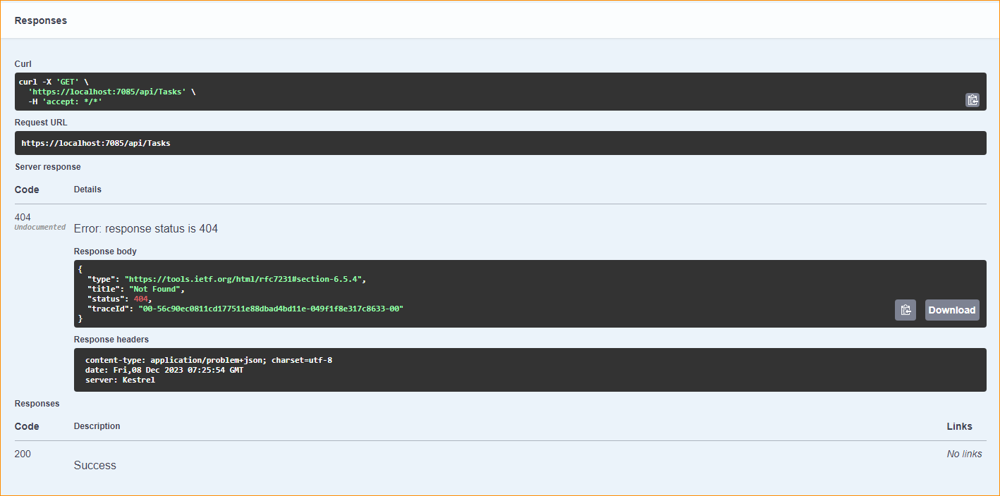 Responses
Curl
curl -X 'GET' \
  'https://localhost:7085/api/Tasks' \
  -H 'accept: */*'
Request URL
https://localhost:7085/api/Tasks
Server response
Code Details
404
Undocumented
Error: response status is 404
Response body
{
  "type": "https://tools.ietf.org/html/rfc7231#section-6.5.4",
  "title": "Not Found",
  "status": 404,
  "traceId": "00-56c90ec0811cd177511e88dbad4bd11e-049f1f8e317c8633-00"
}
Download
Response headers
content-type: application/problem+json; charset=utf-8
date: Fri,08 Dec 2023 07:25:54 GMT
server: Kestrel
Responses
Code Description Links
200 No links
Success